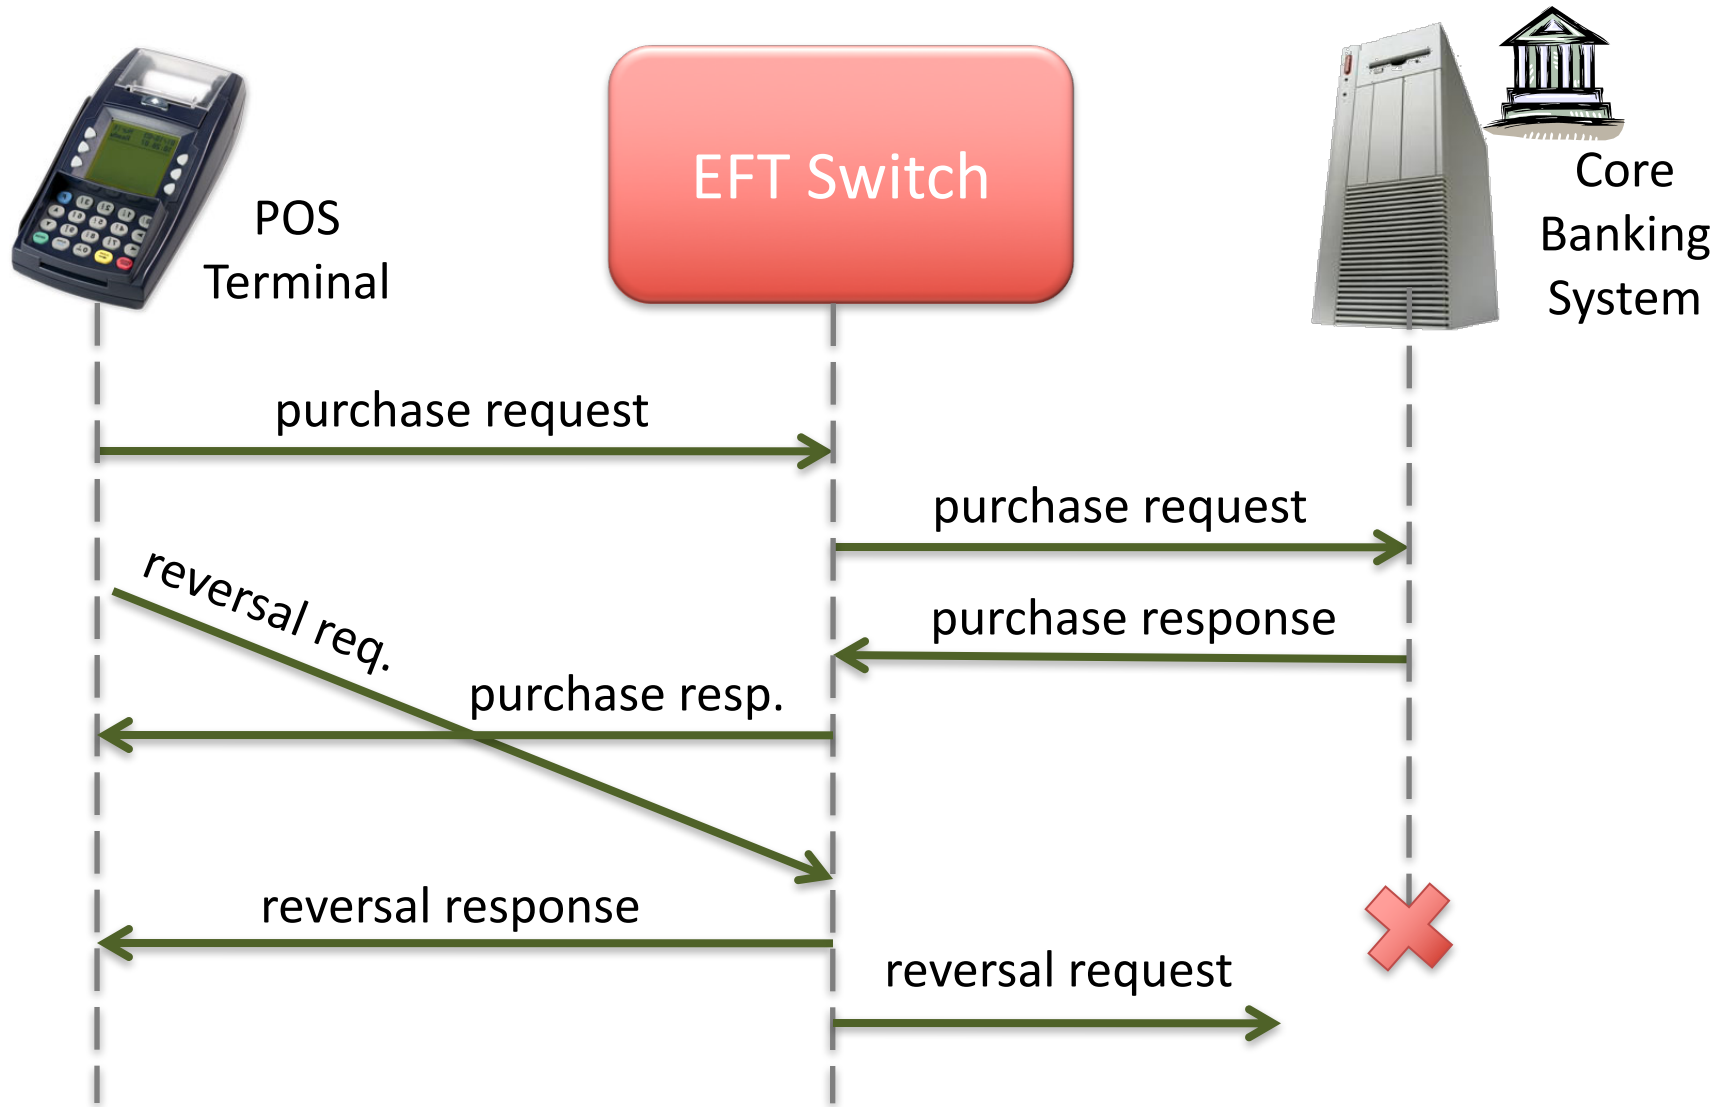 POS
Terminal
EFT Switch
Core
Banking
System
purchase request
purchase request
reversal req.
purchase response
purchase resp.
reversal response
reversal request